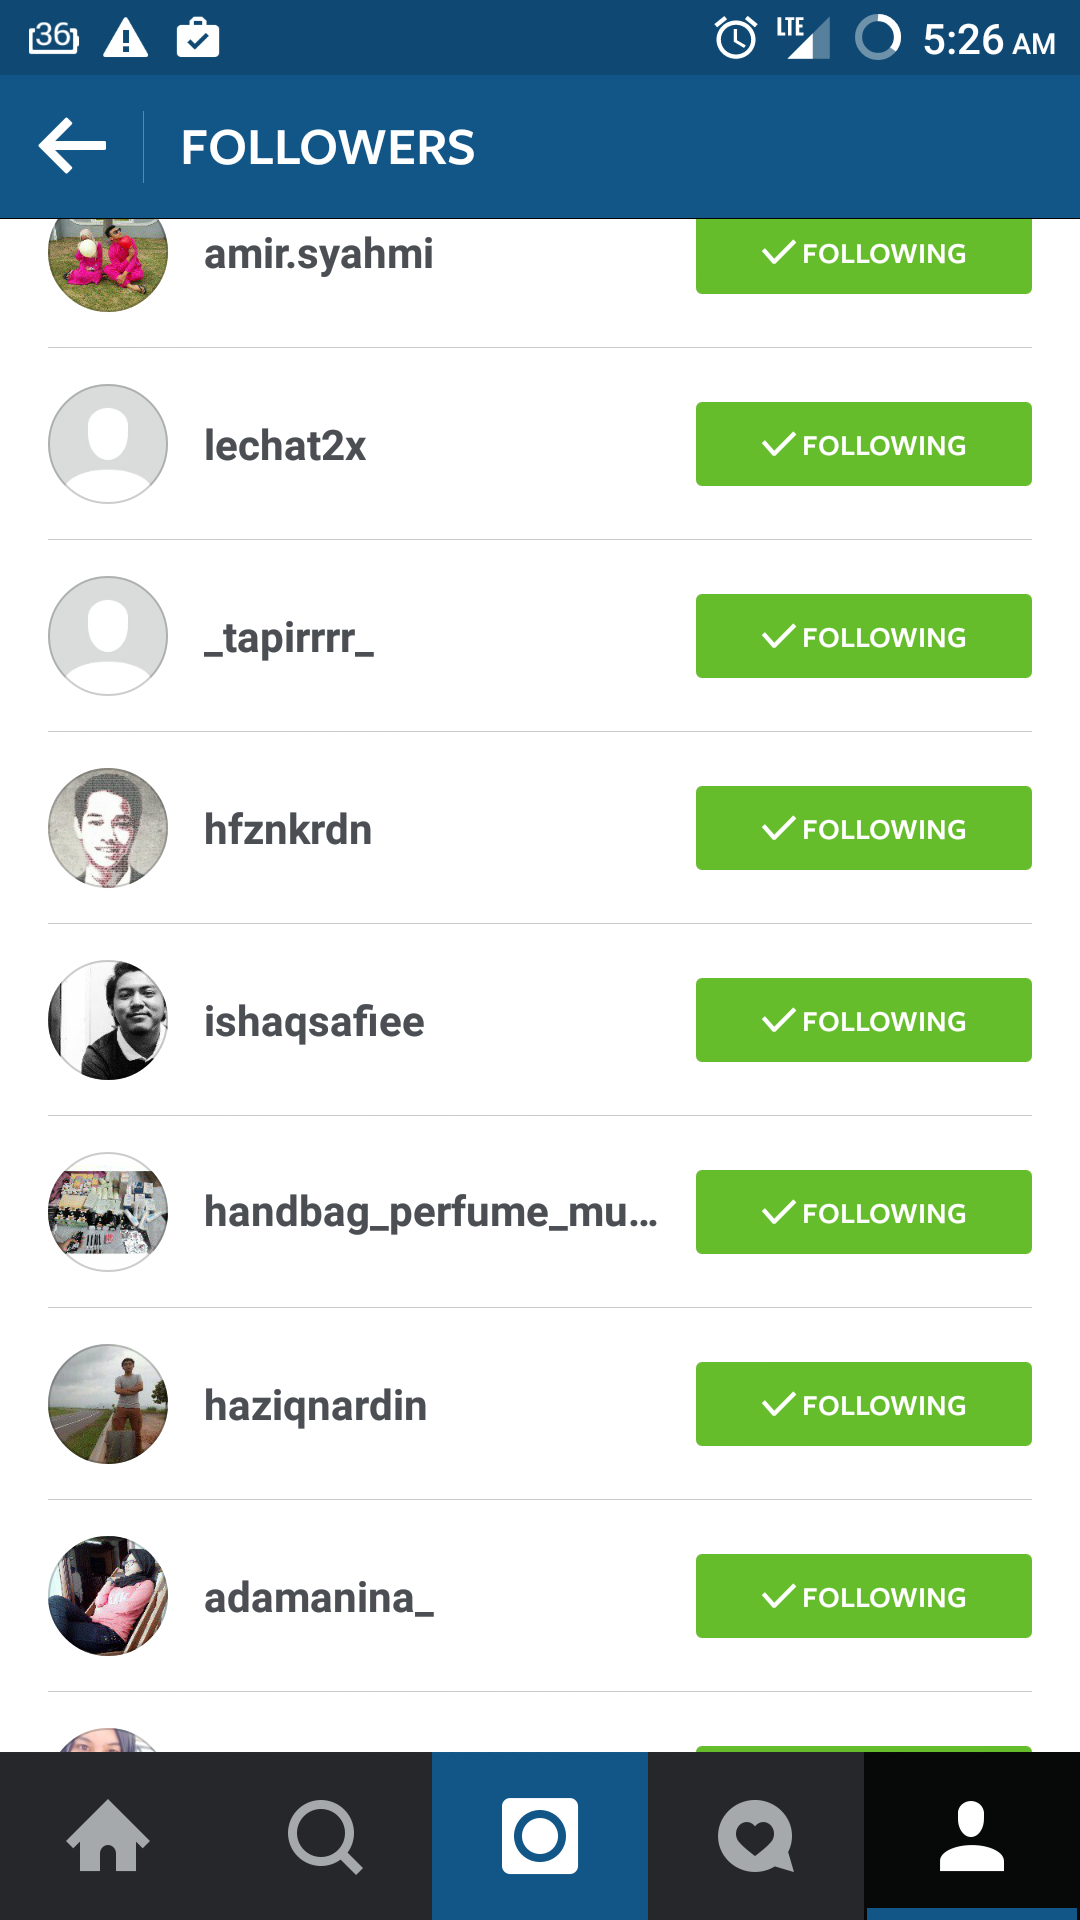 36 LTE 5:26 AM
FOLLOWERS
amir.syahmi FOLLOWING
lechat2x FOLLOWING
_tapirrrr_ FOLLOWING
hfznkrdn FOLLOWING
ishaqsafiee FOLLOWING
handbag_perfume_mu... FOLLOWING
haziqnardin FOLLOWING
adamanina_ FOLLOWING